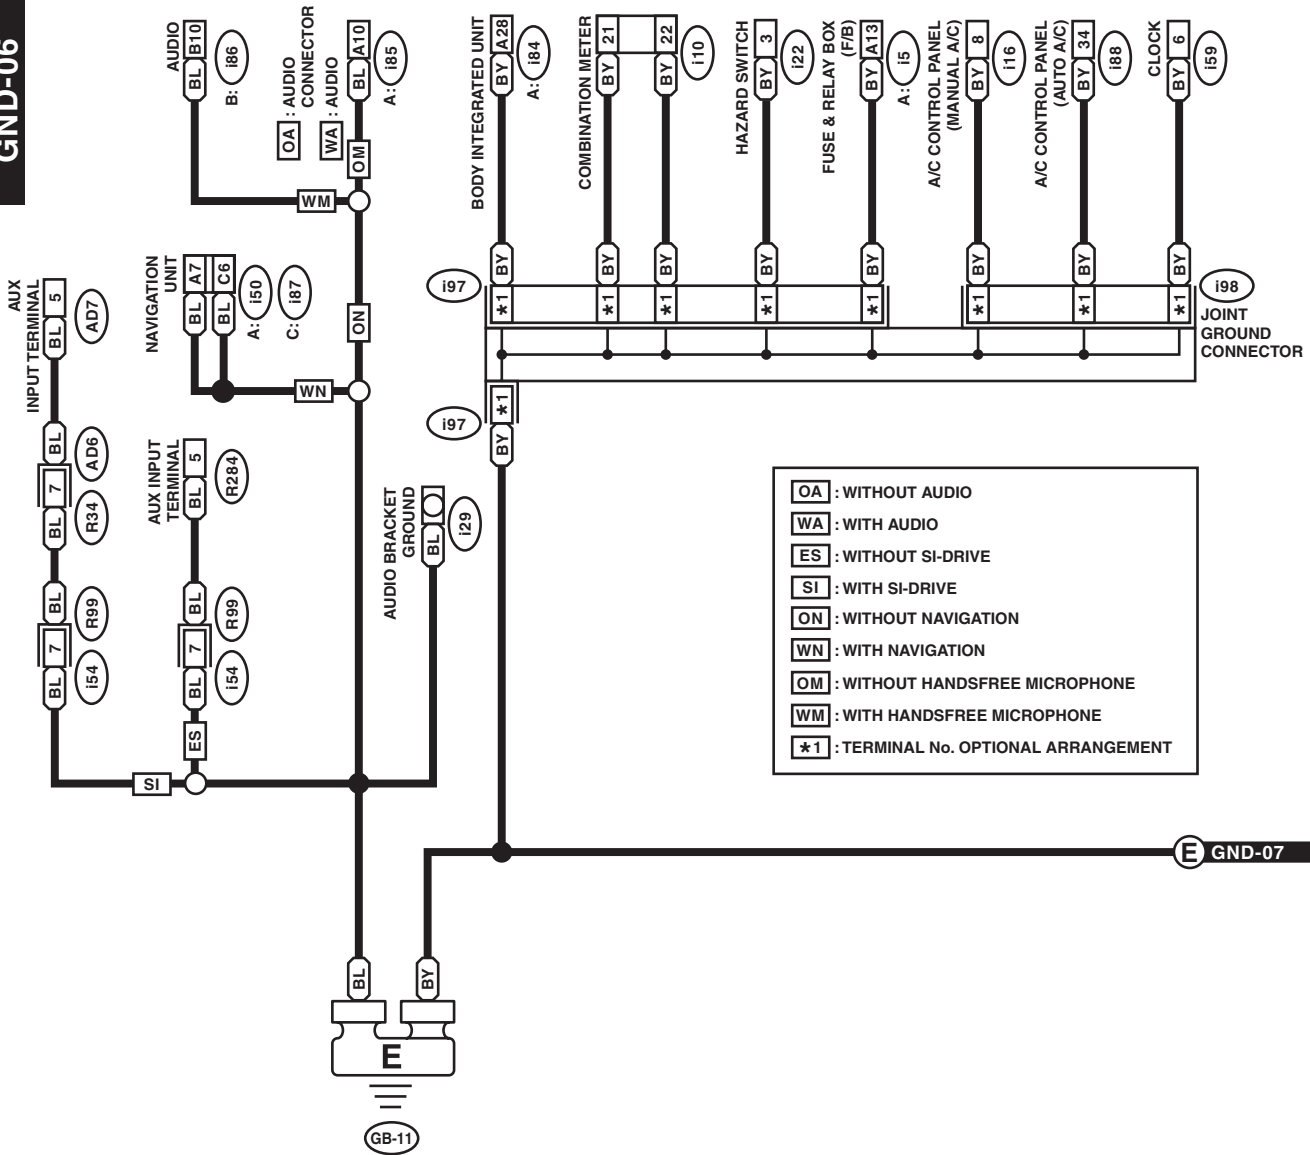 GND-06
AUDIO
B10
BL
B: i86
OA : AUDIO CONNECTOR
WA : AUDIO
A10
BL
A: i85
OM
WM
BODY INTEGRATED UNIT
A28
BY
A: i84
COMBINATION METER
21
22
BY
BY
i10
HAZARD SWITCH
3
BY
i22
FUSE & RELAY BOX
(F/B)
A13
BY
A: i5
A/C CONTROL PANEL
(MANUAL A/C)
8
BY
i16
A/C CONTROL PANEL
(AUTO A/C)
34
BY
i88
CLOCK
6
BY
i59
AUX
INPUT TERMINAL
5
BL
AD7
NAVIGATION
UNIT
A7
C6
BL
BL
A: i50
C: i87
ON
WN
i97
BY
BY
BY
BY
BY
BY
BY
BY
*1
*1
*1
*1
*1
*1
*1
*1
i98
JOINT
GROUND
CONNECTOR
i97
*1
BY
BL
AD6
7
BL
R34
AUX INPUT
TERMINAL
5
BL
R284
AUDIO BRACKET
GROUND
BL
i29
BL
R99
7
BL
i54
BL
R99
7
BL
i54
ES
SI
OA : WITHOUT AUDIO
WA : WITH AUDIO
ES : WITHOUT SI-DRIVE
SI : WITH SI-DRIVE
ON : WITHOUT NAVIGATION
WN : WITH NAVIGATION
OM : WITHOUT HANDSFREE MICROPHONE
WM : WITH HANDSFREE MICROPHONE
*1 : TERMINAL No. OPTIONAL ARRANGEMENT
E GND-07
BL
BY
E
GB-11